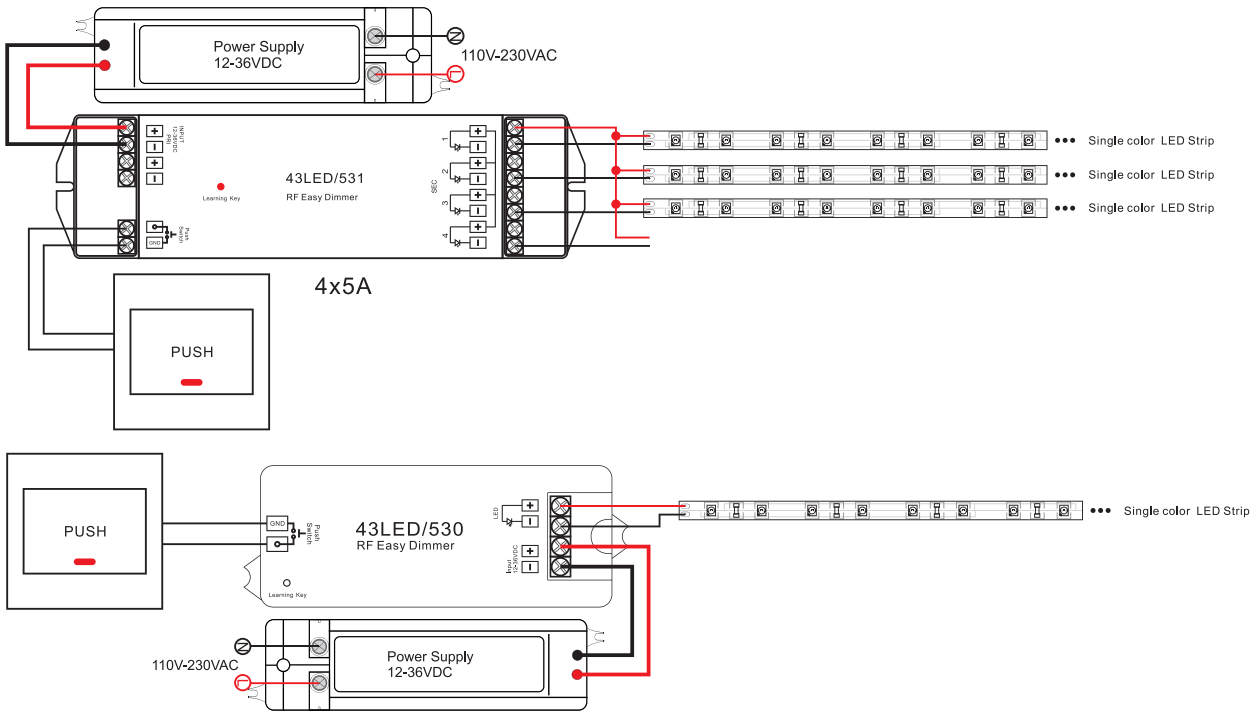 Power Supply
12-36VDC
N
110V-230VAC
L
INPUT
12-36VDC
PRI
+
−
+
−
Learning Key
43LED/531
RF Easy Dimmer
SEC
1
+
−
2
+
−
3
+
−
4
+
−
Push
Switch
GND
Single color LED Strip
Single color LED Strip
Single color LED Strip
4x5A
PUSH
PUSH
GND
Push
Switch
Learning Key
43LED/530
RF Easy Dimmer
LED
+
−
Input
12-36VDC
+
−
Single color LED Strip
N
110V-230VAC
L
Power Supply
12-36VDC